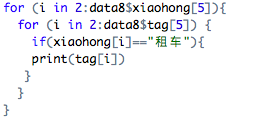 for (i in 2:data8$xiaohong[5]){
for (i in 2:data8$tag[5]) {
if(xiaohong[i]=="租车"){
print(tag[i])
}
}
}